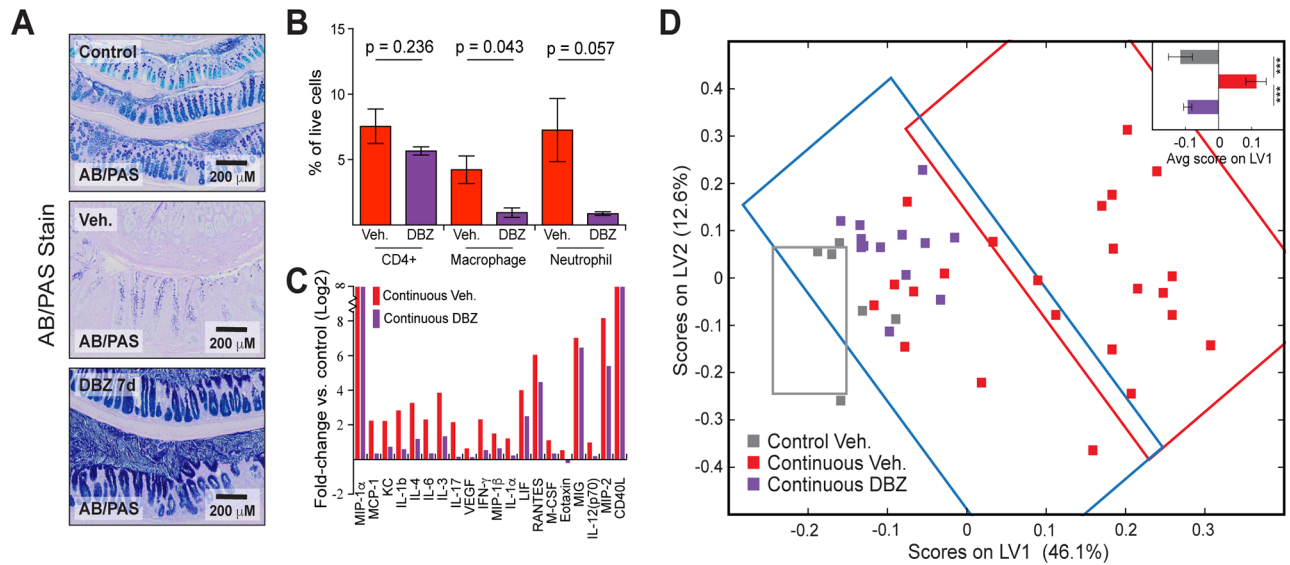 A
AB/PAS Stain
Control
AB/PAS
200 µM
Veh.
AB/PAS
200 µM
DBZ 7d
AB/PAS
200 µM
B
% of live cells
15
10
5
p = 0.236
p = 0.043
p = 0.057
Veh. DBZ Veh. DBZ Veh. DBZ
CD4+ Macrophage Neutrophil
C
Fold-change vs. control (Log2)
8
6
4
2
-2
Continuous Veh.
Continuous DBZ
MIP-1α
MCP-1
KC
IL-1b
IL-4
IL-6
IL-3
IL-17
VEGF
IFN-γ
MIP-1β
IL-1α
LIF
RANTES
M-CSF
Eotaxin
MIG
IL-12(p70)
MIP-2
CD40L
D
Scores on LV2 (12.6%)
0.4
0.3
0.2
0.1
0
-0.1
-0.2
-0.3
-0.4
***
***
-0.1 0 0.1
Avg score on LV1
Control Veh.
Continuous Veh.
Continuous DBZ
-0.2 -0.1 0 0.1 0.2 0.3
Scores on LV1 (46.1%)